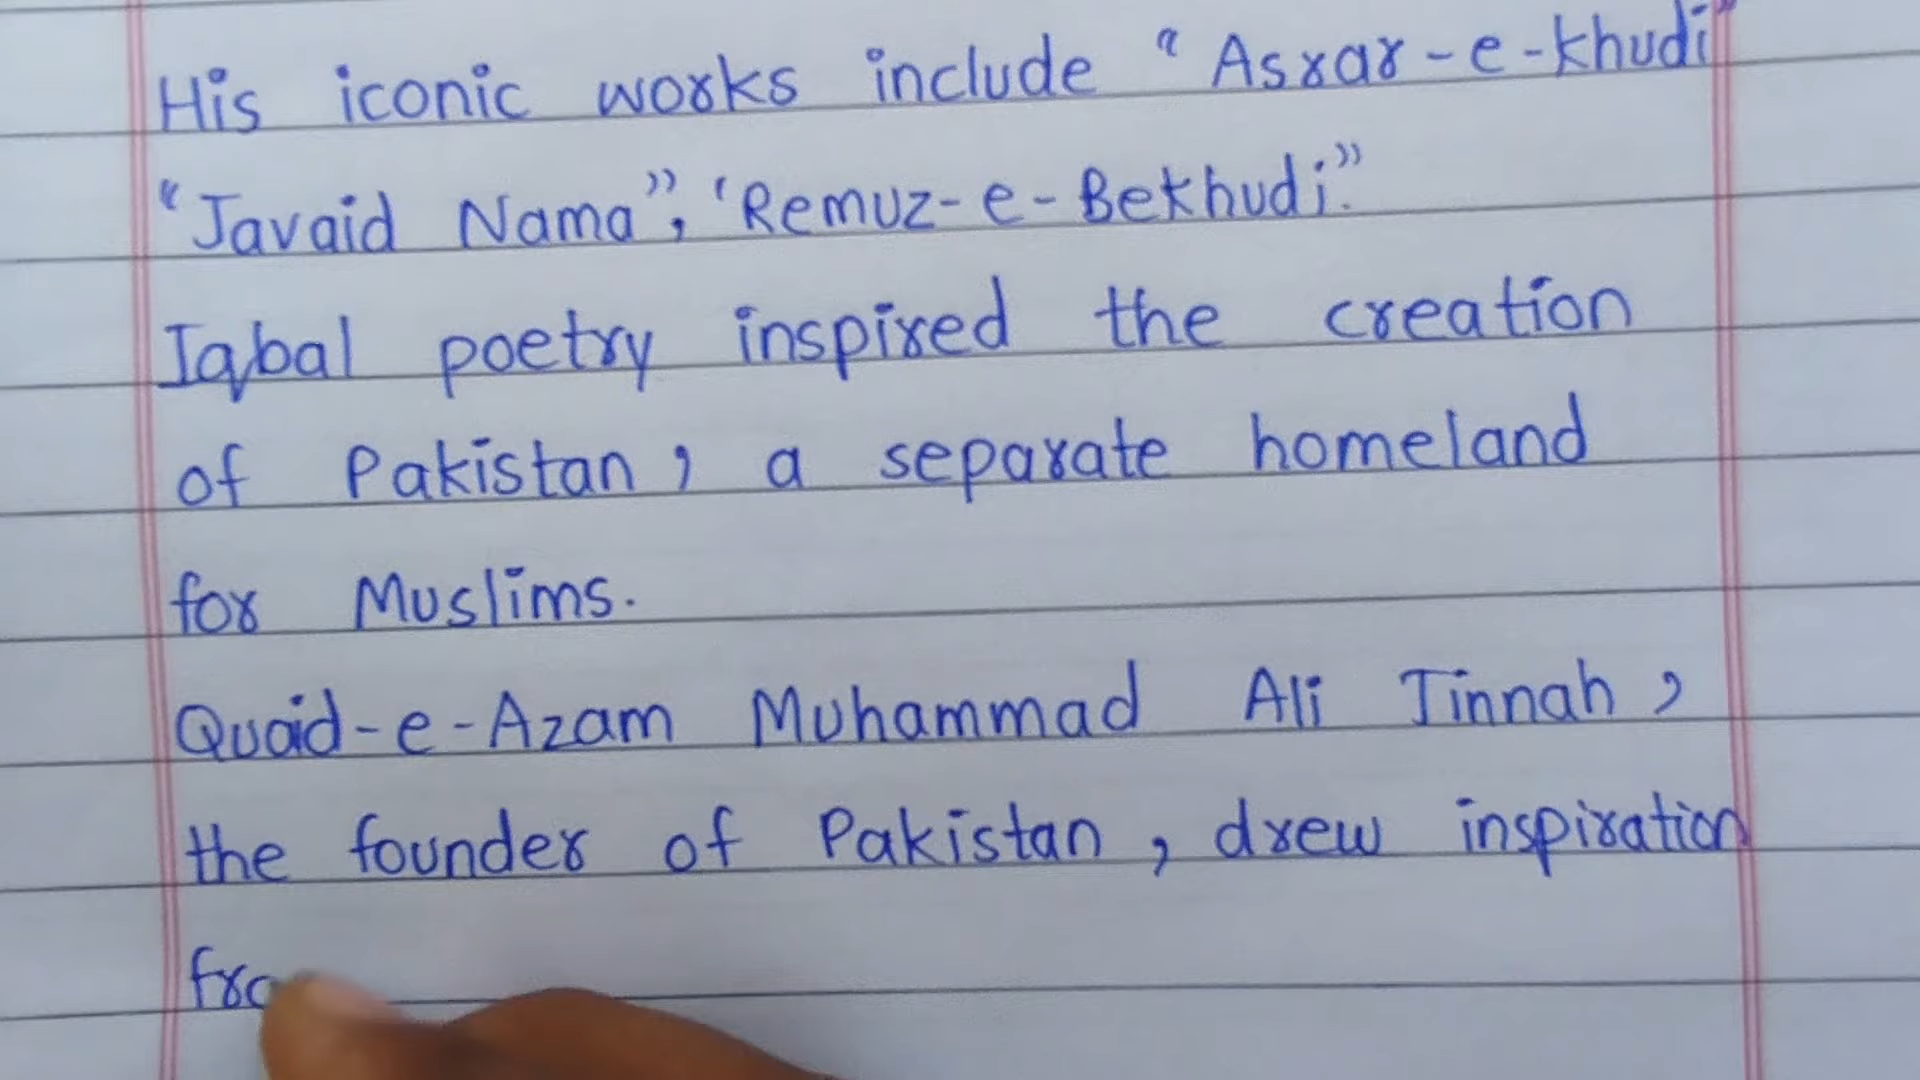 His iconic works include "Asrar-e-khudi"
"Javaid Nama", 'Remuz-e-Bekhudi."
Iqbal poetry inspired the creation
of Pakistan, a separate homeland
for Muslims.
Quaid-e-Azam Muhammad Ali Jinnah,
the founder of Pakistan, drew inspiration